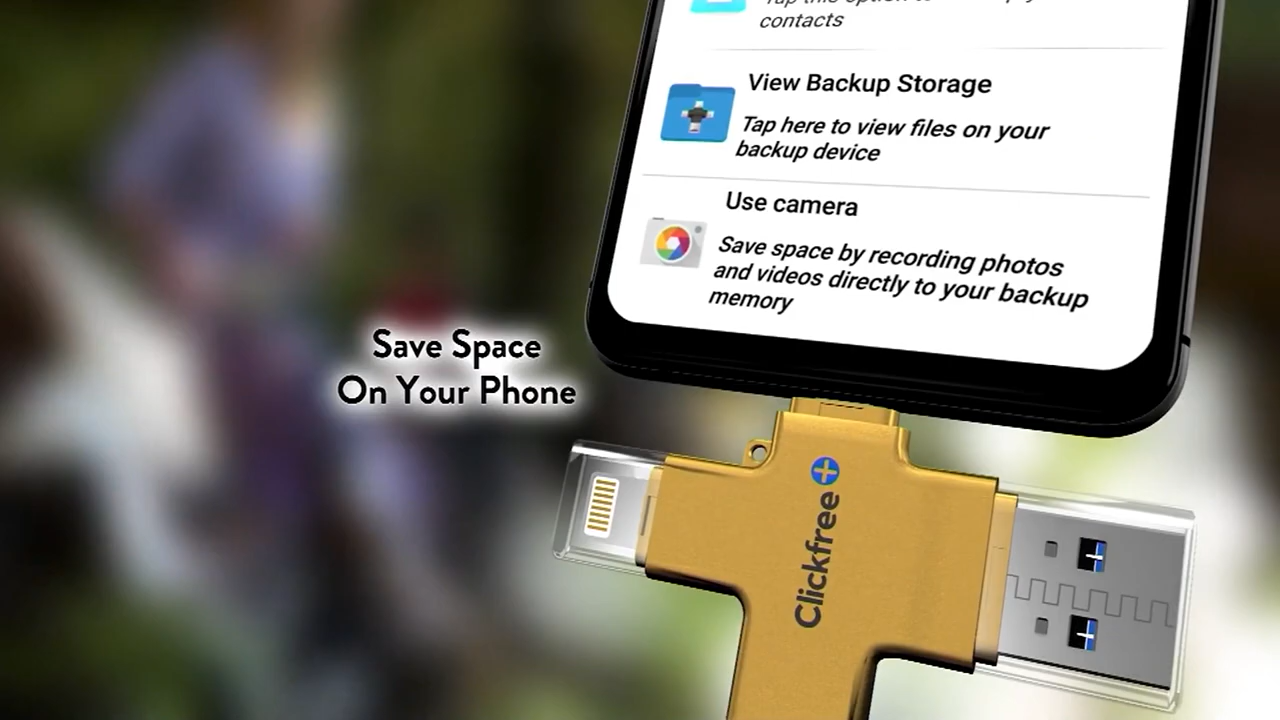 contacts
View Backup Storage
Tap here to view files on your
backup device
Use camera
Save space by recording photos
and videos directly to your backup
memory
Save Space
On Your Phone
Clickfree